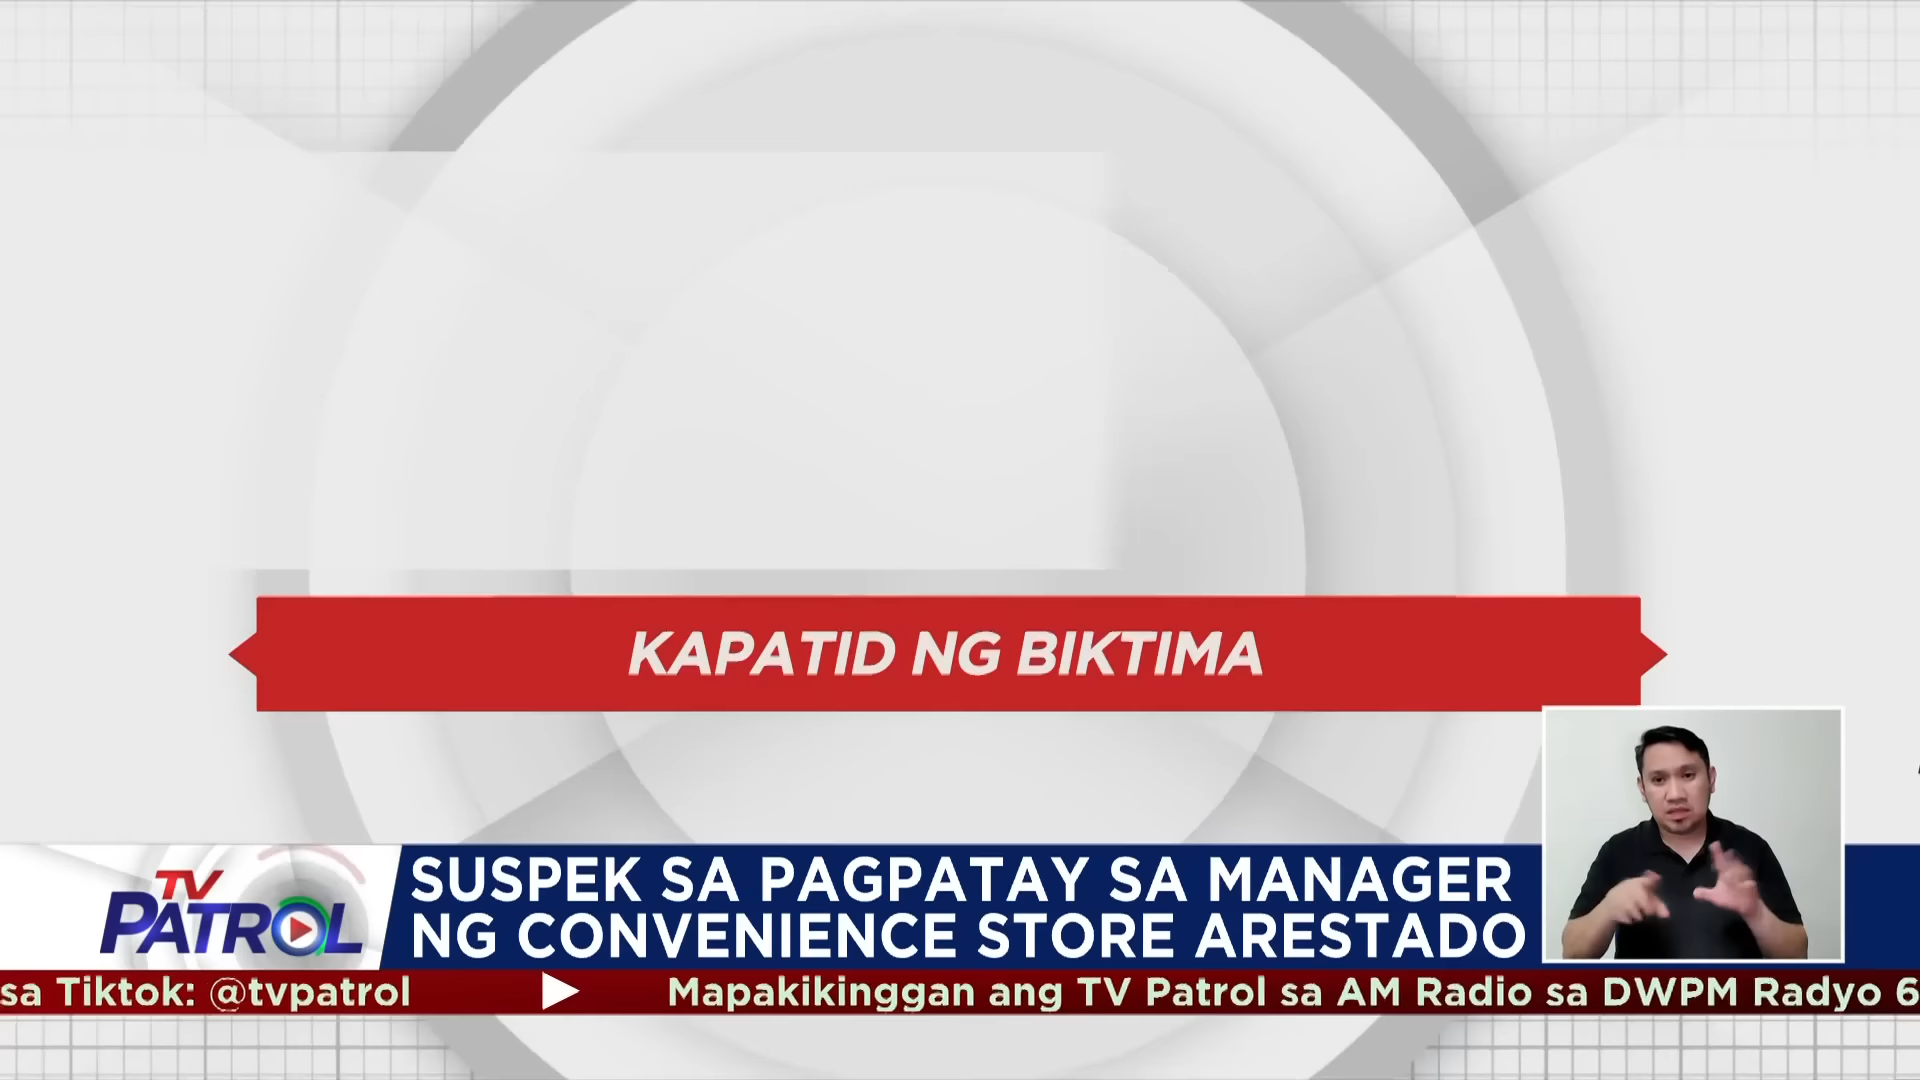 KAPATID NG BIKTIMA
TV
PATROL
SUSPEK SA PAGPATAY SA MANAGER
NG CONVENIENCE STORE ARESTADO
sa Tiktok: @tvpatrol Mapakikinggan ang TV Patrol sa AM Radio sa DWPM Radyo 6